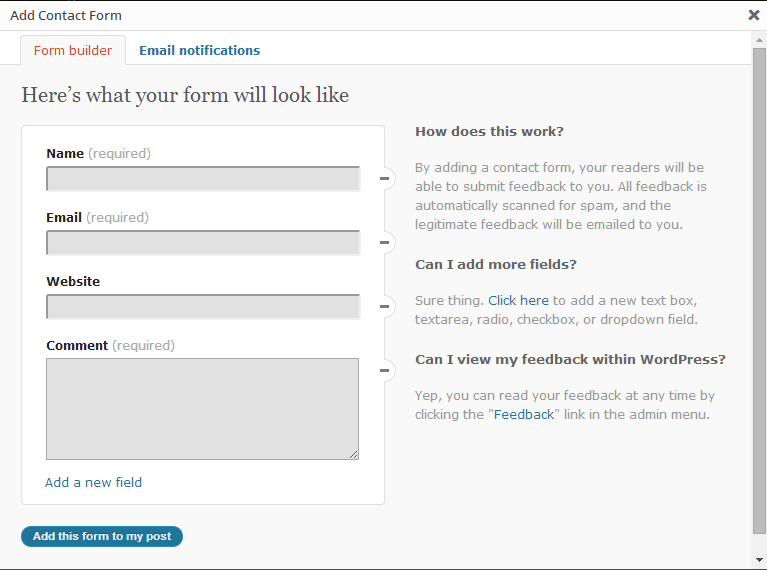 Add Contact Form
Form builder
Email notifications
Here’s what your form will look like
Name (required)
Email (required)
Website
Comment (required)
Add a new field
Add this form to my post
How does this work?
By adding a contact form, your readers will be
able to submit feedback to you. All feedback is
automatically scanned for spam, and the
legitimate feedback will be emailed to you.
Can I add more fields?
Sure thing. Click here to add a new text box,
textarea, radio, checkbox, or dropdown field.
Can I view my feedback within WordPress?
Yep, you can read your feedback at any time by
clicking the "Feedback" link in the admin menu.